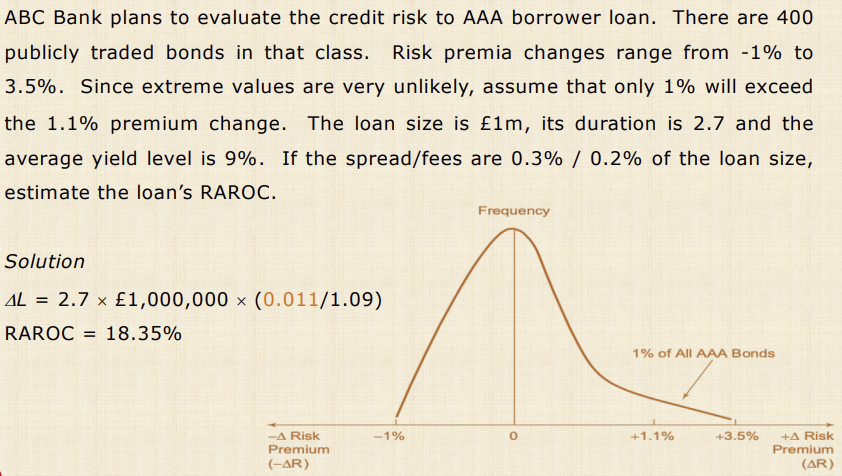 ABC Bank plans to evaluate the credit risk to AAA borrower loan. There are 400
publicly traded bonds in that class. Risk premia changes range from -1% to
3.5%. Since extreme values are very unlikely, assume that only 1% will exceed
the 1.1% premium change. The loan size is £1m, its duration is 2.7 and the
average yield level is 9%. If the spread/fees are 0.3% / 0.2% of the loan size,
estimate the loan's RAROC.
Frequency
Solution
ΔL = 2.7 × £1,000,000 × (0.011/1.09)
RAROC = 18.35%
1% of All AAA Bonds
−Δ Risk
Premium
(−ΔR)
−1%
0
+1.1%
+3.5%
+Δ Risk
Premium
(ΔR)